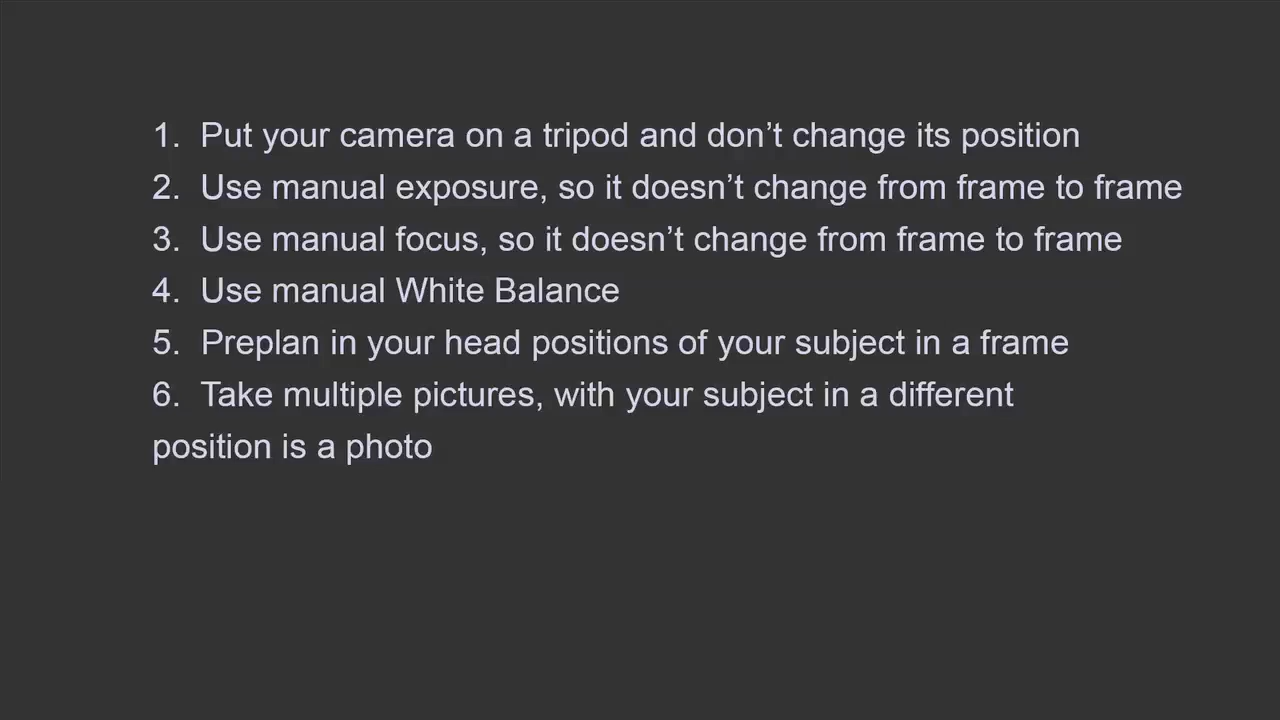 1. Put your camera on a tripod and don’t change its position
2. Use manual exposure, so it doesn’t change from frame to frame
3. Use manual focus, so it doesn’t change from frame to frame
4. Use manual White Balance
5. Preplan in your head positions of your subject in a frame
6. Take multiple pictures, with your subject in a different
position is a photo